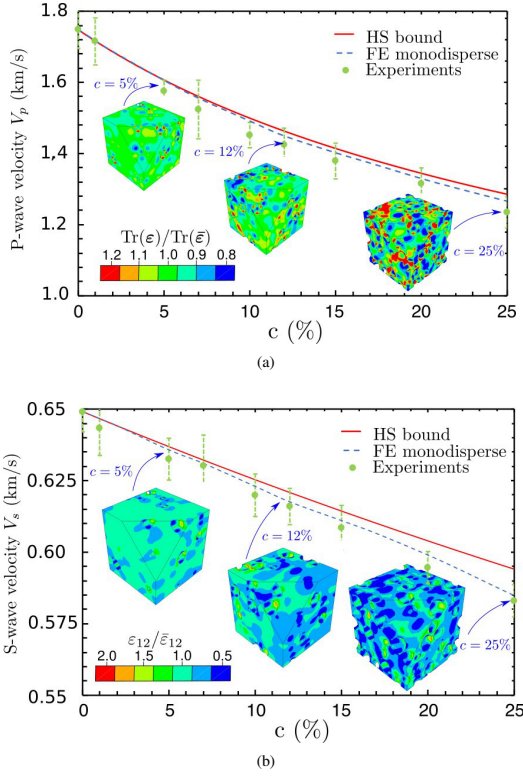 1.8
1.6
1.4
1.2
1.0
P-wave velocity Vp (km/s)
HS bound
FE monodisperse
Experiments
c = 5%
c = 12%
c = 25%
Tr(ε)/Tr(ε̄)
1.2 1.1 1.0 0.9 0.8
0 5 10 15 20 25
c (%)
(a)
0.65
0.625
0.60
0.575
0.55
S-wave velocity Vs (km/s)
HS bound
FE monodisperse
Experiments
c = 5%
c = 12%
c = 25%
ε12/ε̄12
2.0 1.5 1.0 0.5
0 5 10 15 20 25
c (%)
(b)